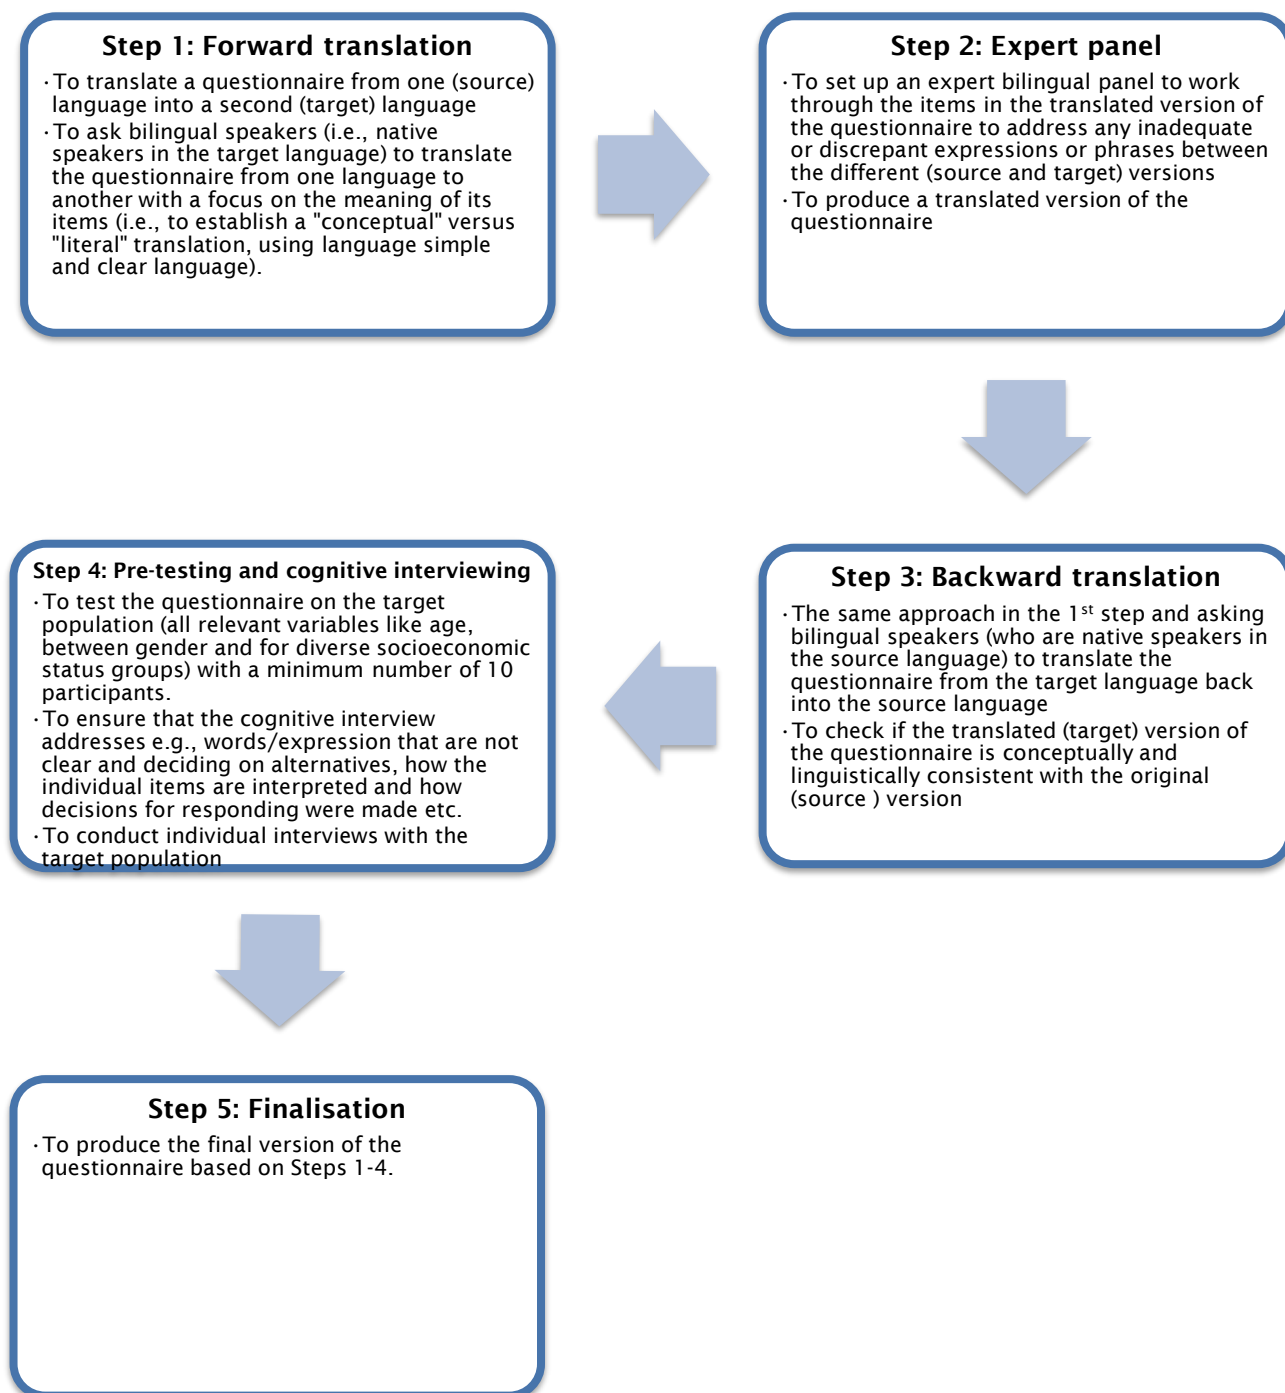 Step 1: Forward translation
· To translate a questionnaire from one (source)
language into a second (target) language
· To ask bilingual speakers (i.e., native
speakers in the target language) to translate
the questionnaire from one language to
another with a focus on the meaning of its
items (i.e., to establish a "conceptual" versus
"literal" translation, using language simple
and clear language).
Step 2: Expert panel
· To set up an expert bilingual panel to work
through the items in the translated version of
the questionnaire to address any inadequate
or discrepant expressions or phrases between
the different (source and target) versions
· To produce a translated version of the
questionnaire
Step 3: Backward translation
· The same approach in the 1st step and asking
bilingual speakers (who are native speakers in
the source language) to translate the
questionnaire from the target language back
into the source language
· To check if the translated (target) version of
the questionnaire is conceptually and
linguistically consistent with the original
(source ) version
Step 4: Pre-testing and cognitive interviewing
· To test the questionnaire on the target
population (all relevant variables like age,
between gender and for diverse socioeconomic
status groups) with a minimum number of 10
participants.
· To ensure that the cognitive interview
addresses e.g., words/expression that are not
clear and deciding on alternatives, how the
individual items are interpreted and how
decisions for responding were made etc.
· To conduct individual interviews with the
target population
Step 5: Finalisation
· To produce the final version of the
questionnaire based on Steps 1-4.